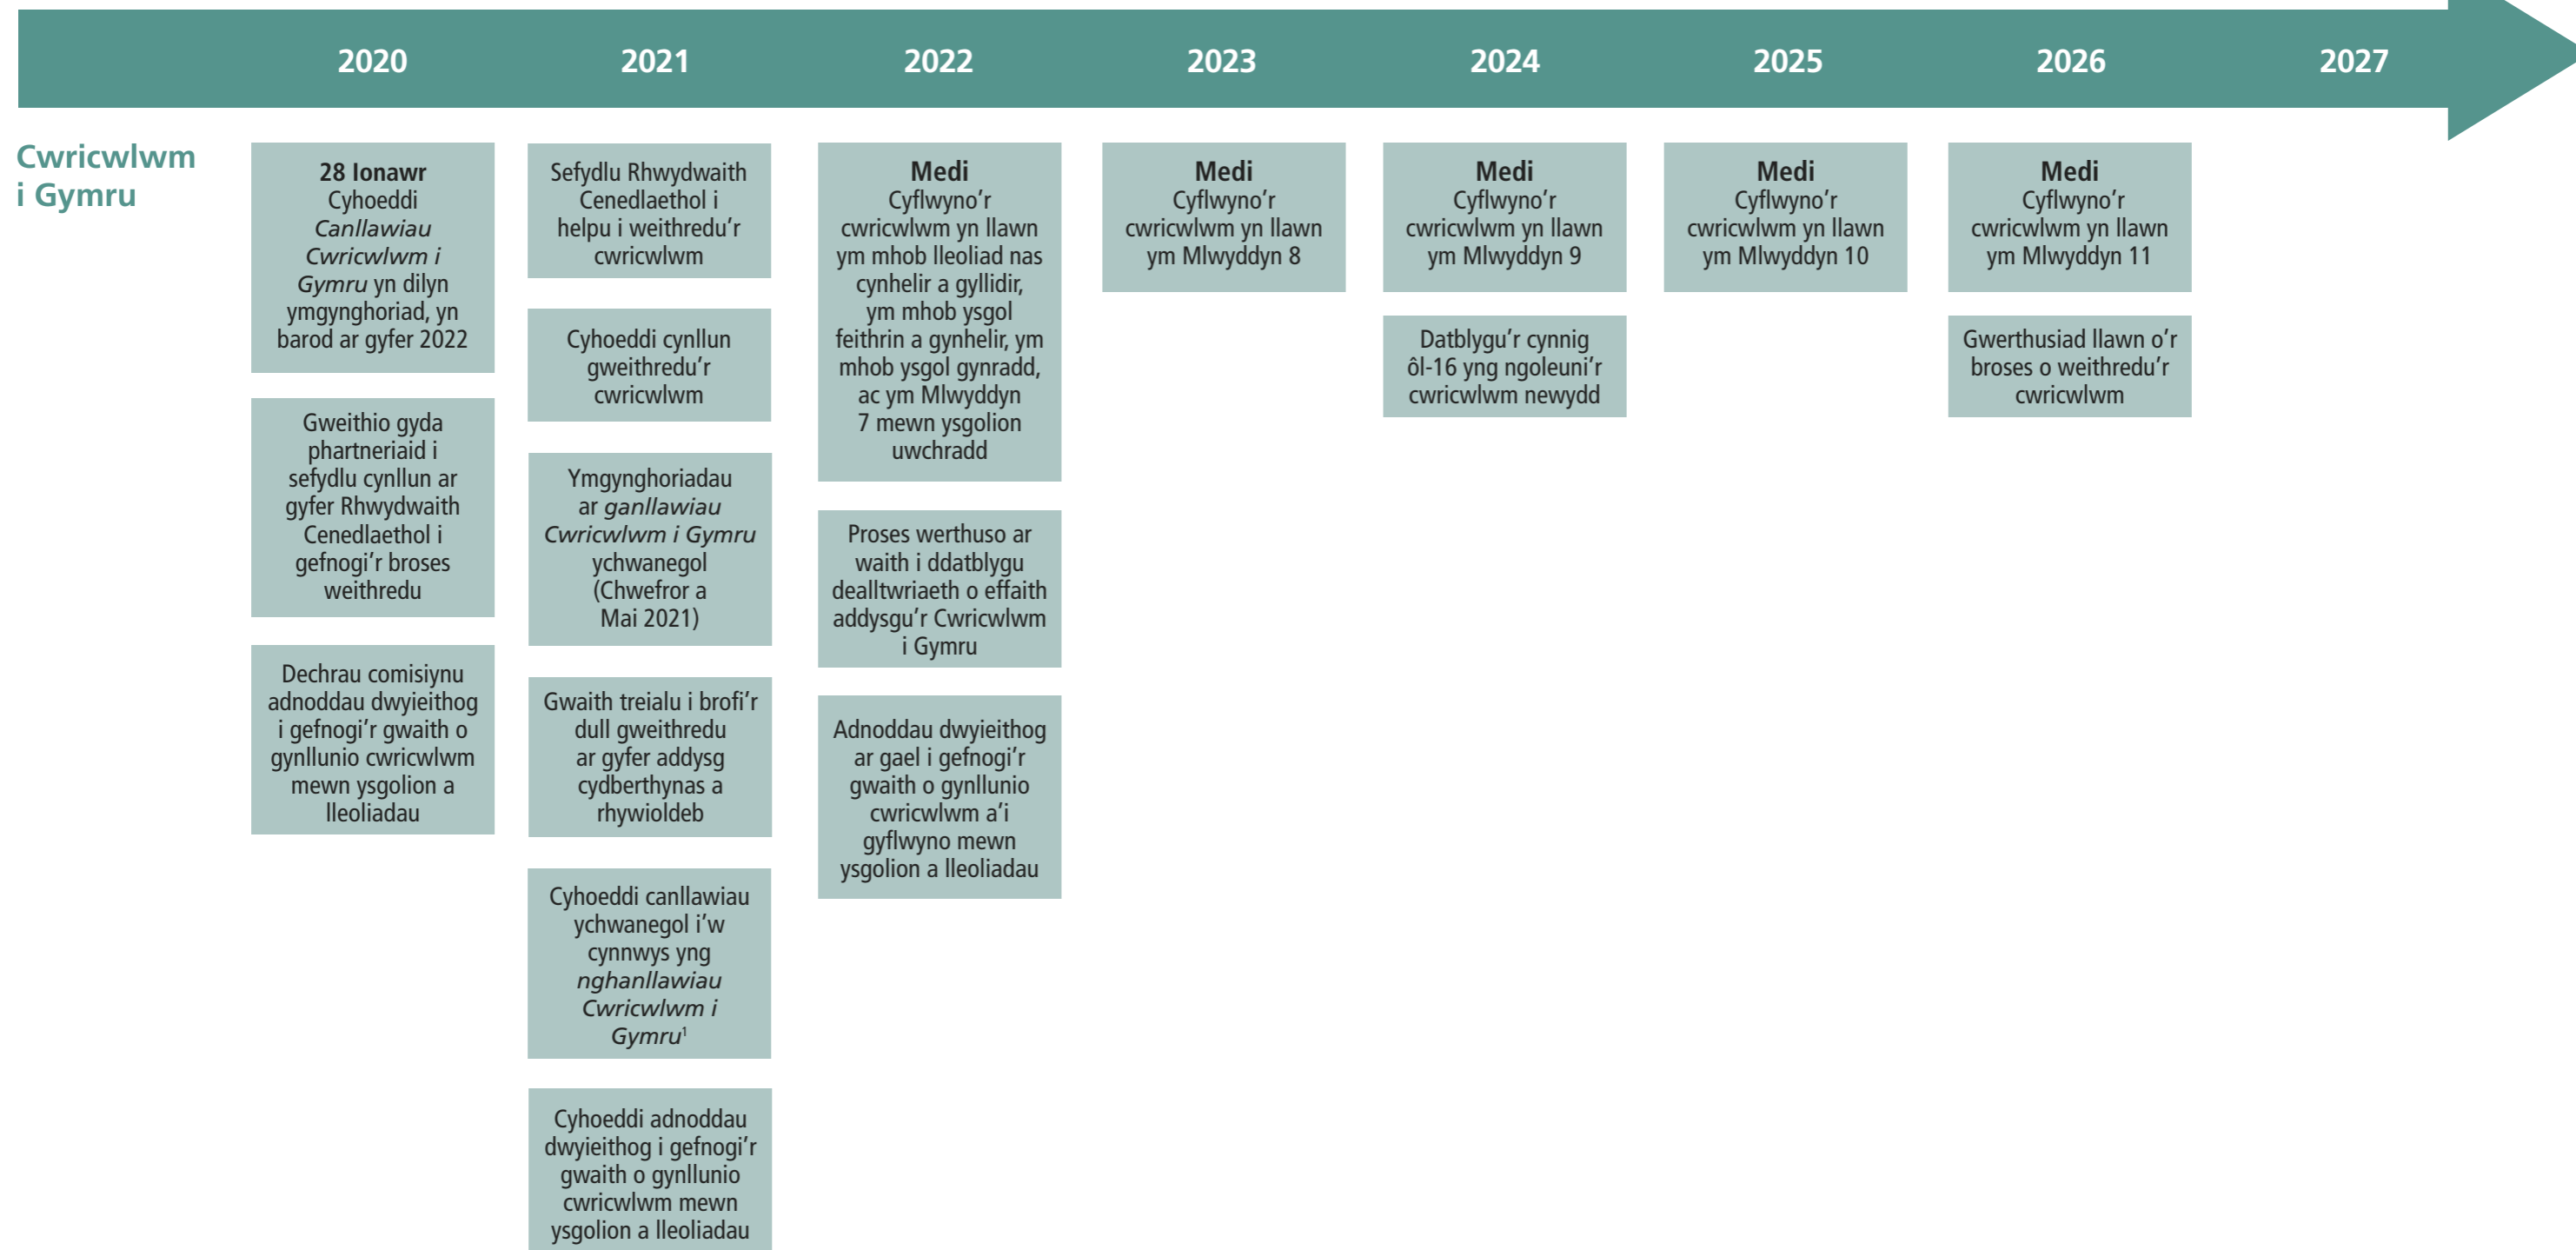 2020 2021 2022 2023 2024 2025 2026 2027
Cwricwlwm
i Gymru
28 Ionawr
Cyhoeddi
Canllawiau
Cwricwlwm i
Gymru yn dilyn
ymgynghoriad, yn
barod ar gyfer 2022
Gweithio gyda
phartneriaid i
sefydlu cynllun ar
gyfer Rhwydwaith
Cenedlaethol i
gefnogi’r broses
weithredu
Dechrau comisiynu
adnoddau dwyieithog
i gefnogi’r gwaith o
gynllunio cwricwlwm
mewn ysgolion a
lleoliadau
Sefydlu Rhwydwaith
Cenedlaethol i
helpu i weithredu’r
cwricwlwm
Cyhoeddi cynllun
gweithredu’r
cwricwlwm
Ymgynghoriadau
ar ganllawiau
Cwricwlwm i Gymru
ychwanegol
(Chwefror a
Mai 2021)
Gwaith treialu i brofi’r
dull gweithredu
ar gyfer addysg
cydberthynas a
rhywioldeb
Cyhoeddi canllawiau
ychwanegol i’w
cynnwys yng
nghanllawiau
Cwricwlwm i
Gymru¹
Cyhoeddi adnoddau
dwyieithog i gefnogi’r
gwaith o gynllunio
cwricwlwm mewn
ysgolion a lleoliadau
Medi
Cyflwyno’r
cwricwlwm yn llawn
ym mhob lleoliad nas
cynhelir a gyllidir,
ym mhob ysgol
feithrin a gynhelir, ym
mhob ysgol gynradd,
ac ym Mlwyddyn
7 mewn ysgolion
uwchradd
Proses werthuso ar
waith i ddatblygu
dealltwriaeth o effaith
addysgu’r Cwricwlwm
i Gymru
Adnoddau dwyieithog
ar gael i gefnogi’r
gwaith o gynllunio
cwricwlwm a’i
gyflwyno mewn
ysgolion a lleoliadau
Medi
Cyflwyno’r
cwricwlwm yn llawn
ym Mlwyddyn 8
Medi
Cyflwyno’r
cwricwlwm yn llawn
ym Mlwyddyn 9
Datblygu’r cynnig
ôl-16 yng ngoleuni’r
cwricwlwm newydd
Medi
Cyflwyno’r
cwricwlwm yn llawn
ym Mlwyddyn 10
Medi
Cyflwyno’r
cwricwlwm yn llawn
ym Mlwyddyn 11
Gwerthusiad llawn o’r
broses o weithredu’r
cwricwlwm